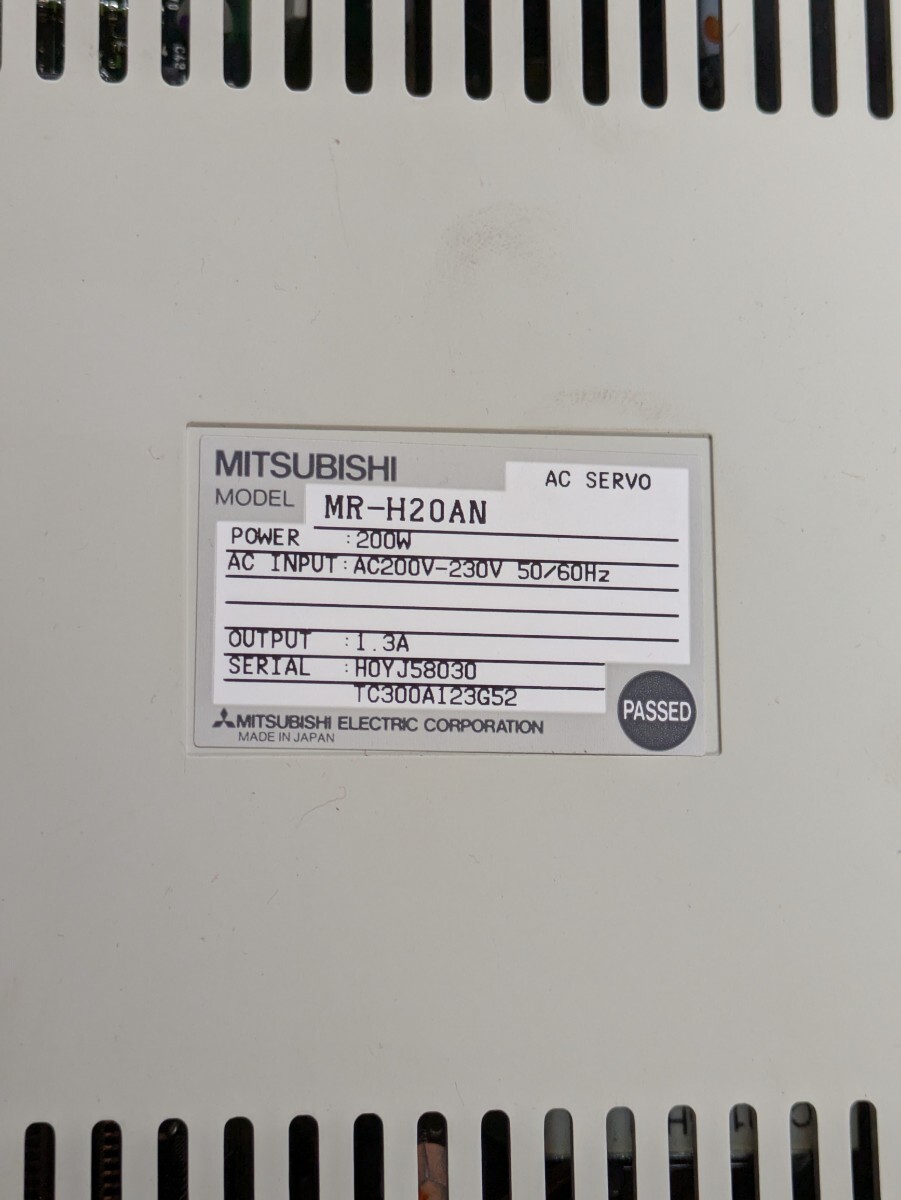 C42
MITSUBISHI
AC SERVO
MODEL MR-H20AN
POWER :200W
AC INPUT:AC200V-230V 50/60Hz
OUTPUT :1.3A
SERIAL :H0YJ58030
TC300A123G52
PASSED
MITSUBISHI ELECTRIC CORPORATION
MADE IN JAPAN